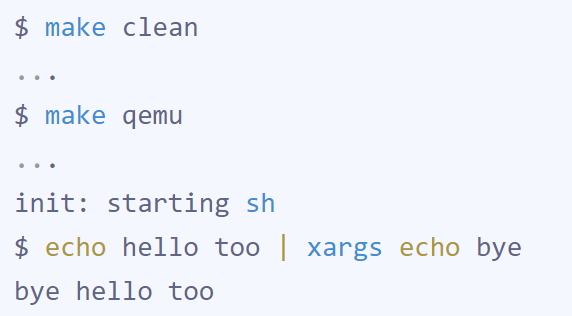 $ make clean
...
$ make qemu
...
init: starting sh
$ echo hello too | xargs echo bye
bye hello too